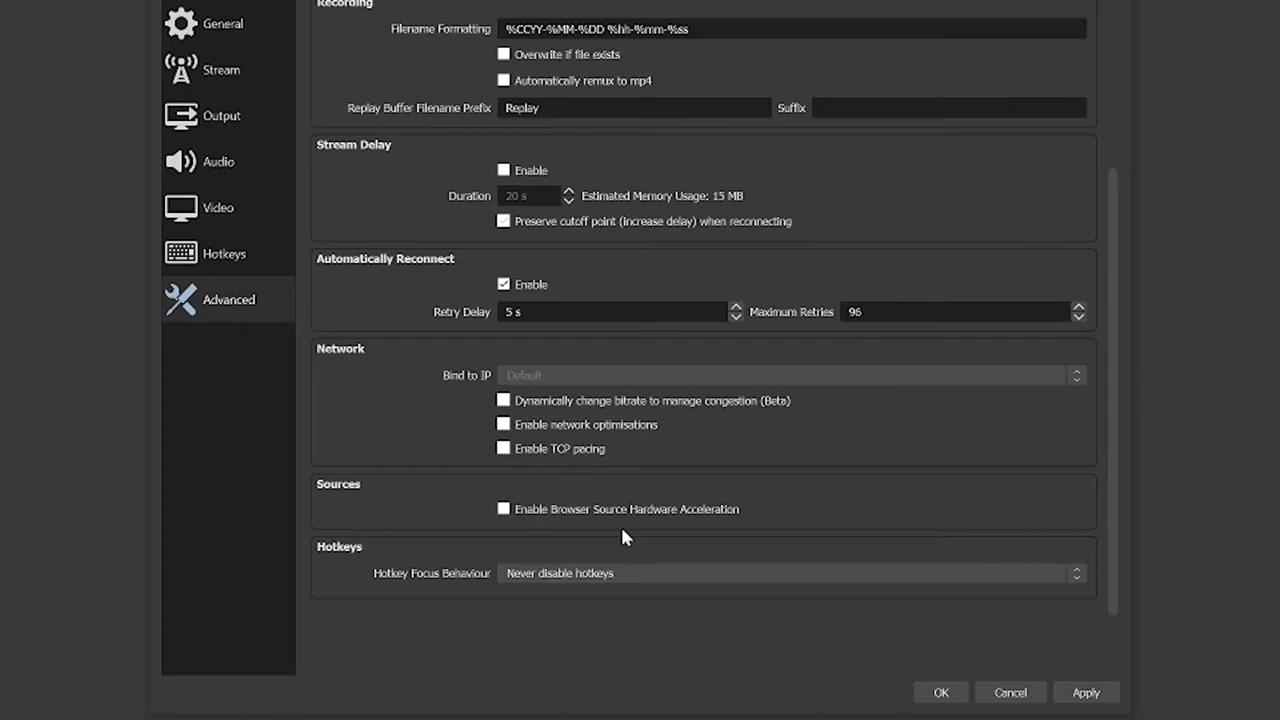 Recording
General
Filename Formatting %CCYY-%MM-%DD %hh-%mm-%ss
Overwrite if file exists
Stream
Automatically remux to mp4
Replay Buffer Filename Prefix Replay Suffix
Output
Stream Delay
Audio
Enable
Duration 20 s Estimated Memory Usage: 15 MB
Video
Preserve cutoff point (increase delay) when reconnecting
Hotkeys
Automatically Reconnect
Enable
Advanced
Retry Delay 5 s Maximum Retries 96
Network
Bind to IP Default
Dynamically change bitrate to manage congestion (Beta)
Enable network optimisations
Enable TCP pacing
Sources
Enable Browser Source Hardware Acceleration
Hotkeys
Hotkey Focus Behaviour Never disable hotkeys
OK Cancel Apply